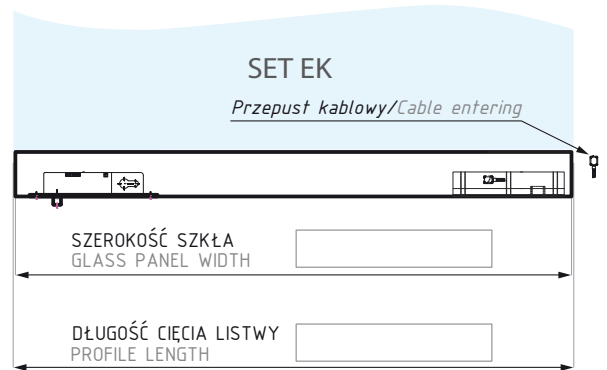 SET EK
Przepust kablowy/Cable entering
SZEROKOŚĆ SZKŁA
GLASS PANEL WIDTH
DŁUGOŚĆ CIĘCIA LISTWY
PROFILE LENGTH